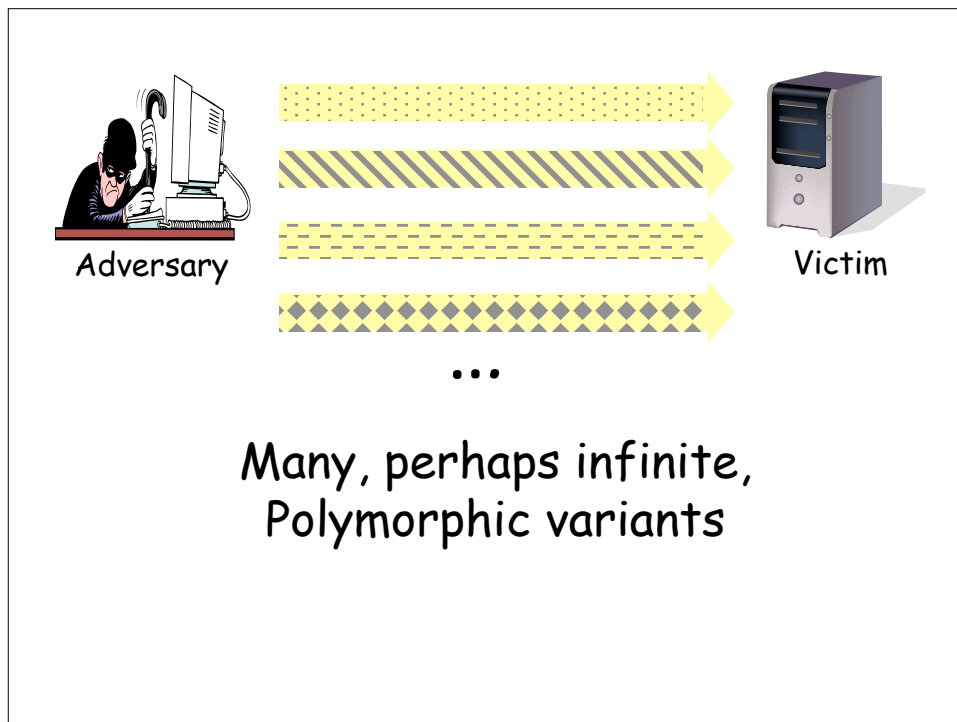 Adversary
Victim
...
Many, perhaps infinite,
Polymorphic variants